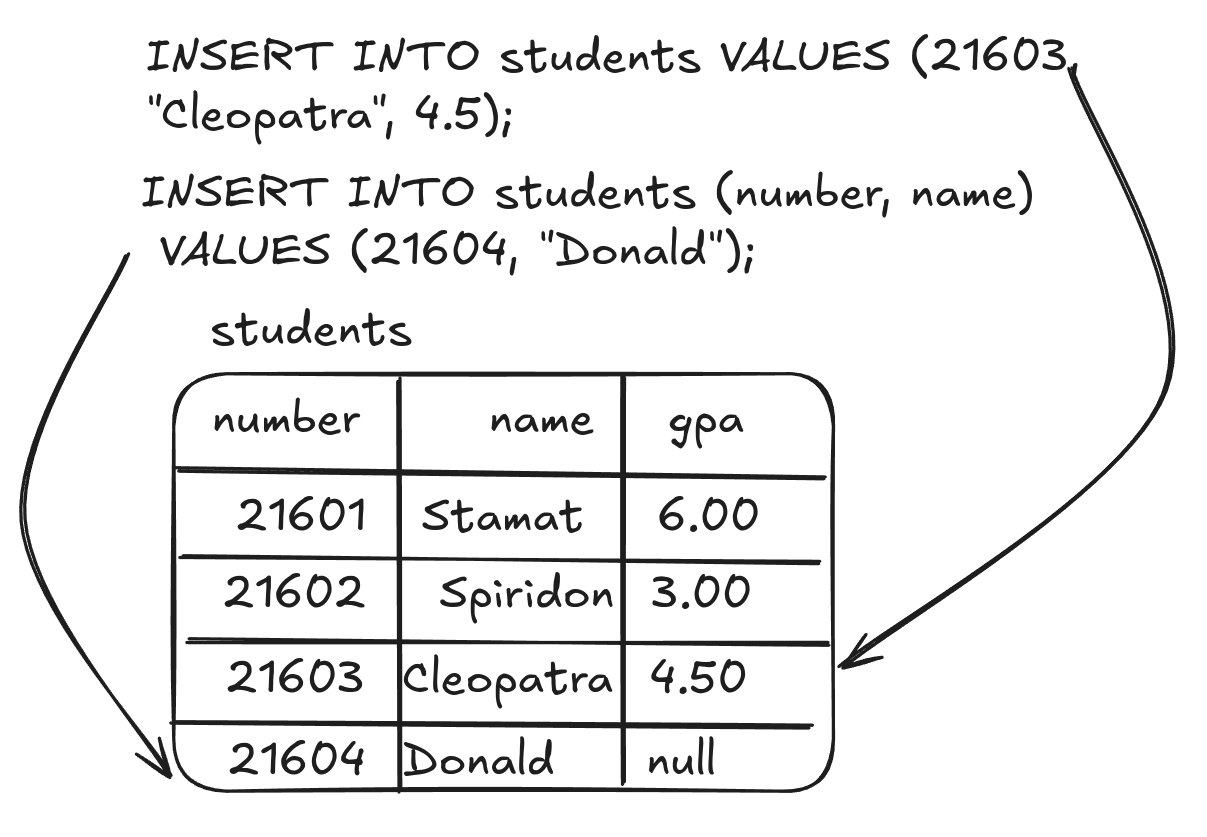 INSERT INTO students VALUES (21603,
"Cleopatra", 4.5);
INSERT INTO students (number, name)
VALUES (21604, "Donald");
students
number name gpa
21601 Stamat 6.00
21602 Spiridon 3.00
21603 Cleopatra 4.50
21604 Donald null